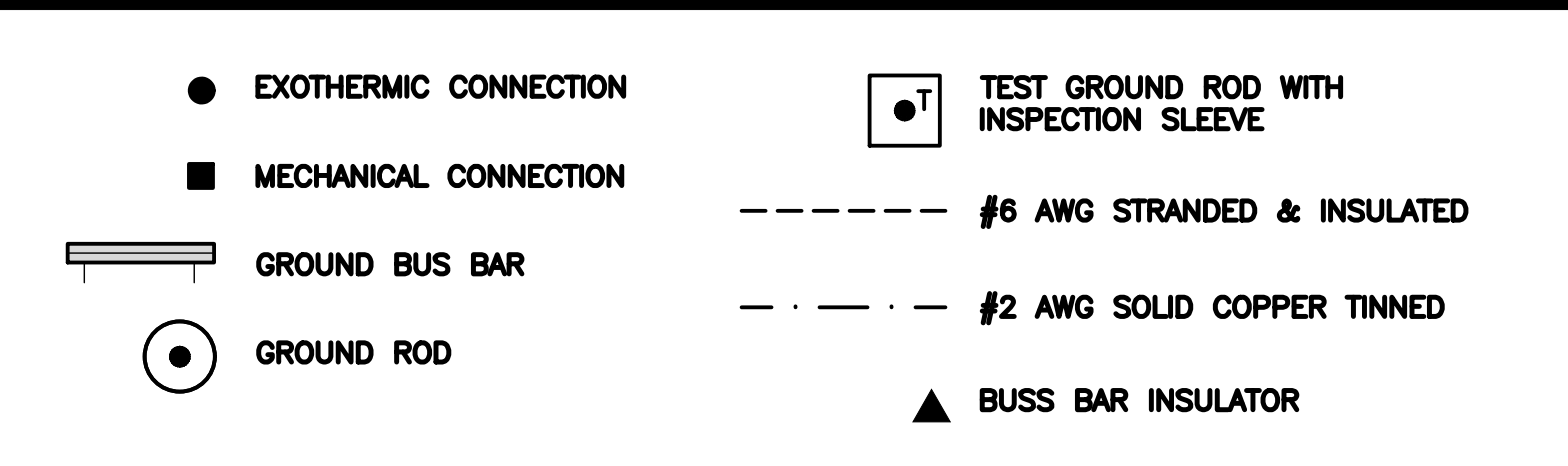 EXOTHERMIC CONNECTION
MECHANICAL CONNECTION
GROUND BUS BAR
GROUND ROD
T
TEST GROUND ROD WITH
INSPECTION SLEEVE
#6 AWG STRANDED & INSULATED
#2 AWG SOLID COPPER TINNED
BUSS BAR INSULATOR